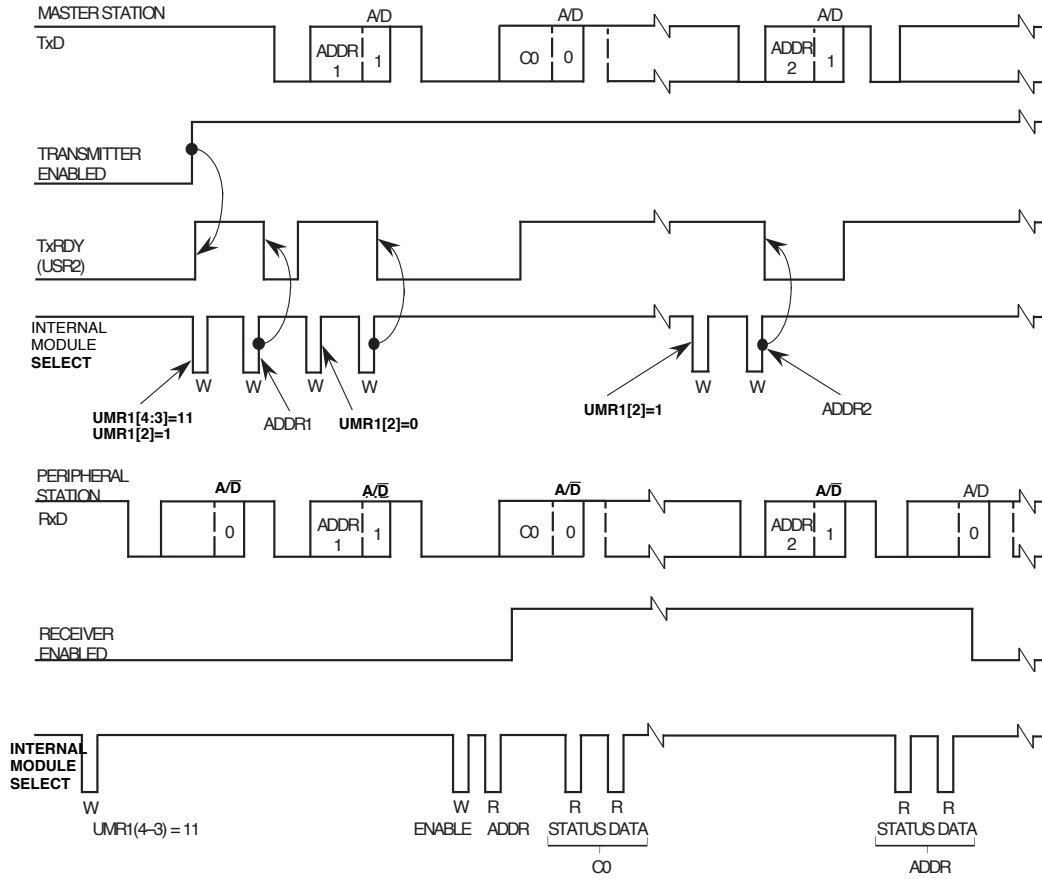 MASTER STATION
TxD
A/D
A/D
A/D
ADDR
1
1
C0
0
ADDR
2
1
TRANSMITTER
ENABLED
TxRDY
(USR2)
INTERNAL
MODULE
SELECT
W
W
W
W
W
W
UMR1[4:3]=11
UMR1[2]=1
ADDR1
UMR1[2]=0
UMR1[2]=1
ADDR2
PERIPHERAL
STATION
RxD
A/D̅
A/D̅
A/D̅
A/D̅
A/D
0
ADDR
1
1
C0
0
ADDR
2
1
0
RECEIVER
ENABLED
INTERNAL
MODULE
SELECT
W
W
R
R
R
R
R
UMR1(4–3) = 11
ENABLE
ADDR
STATUS DATA
STATUS DATA
C0
ADDR